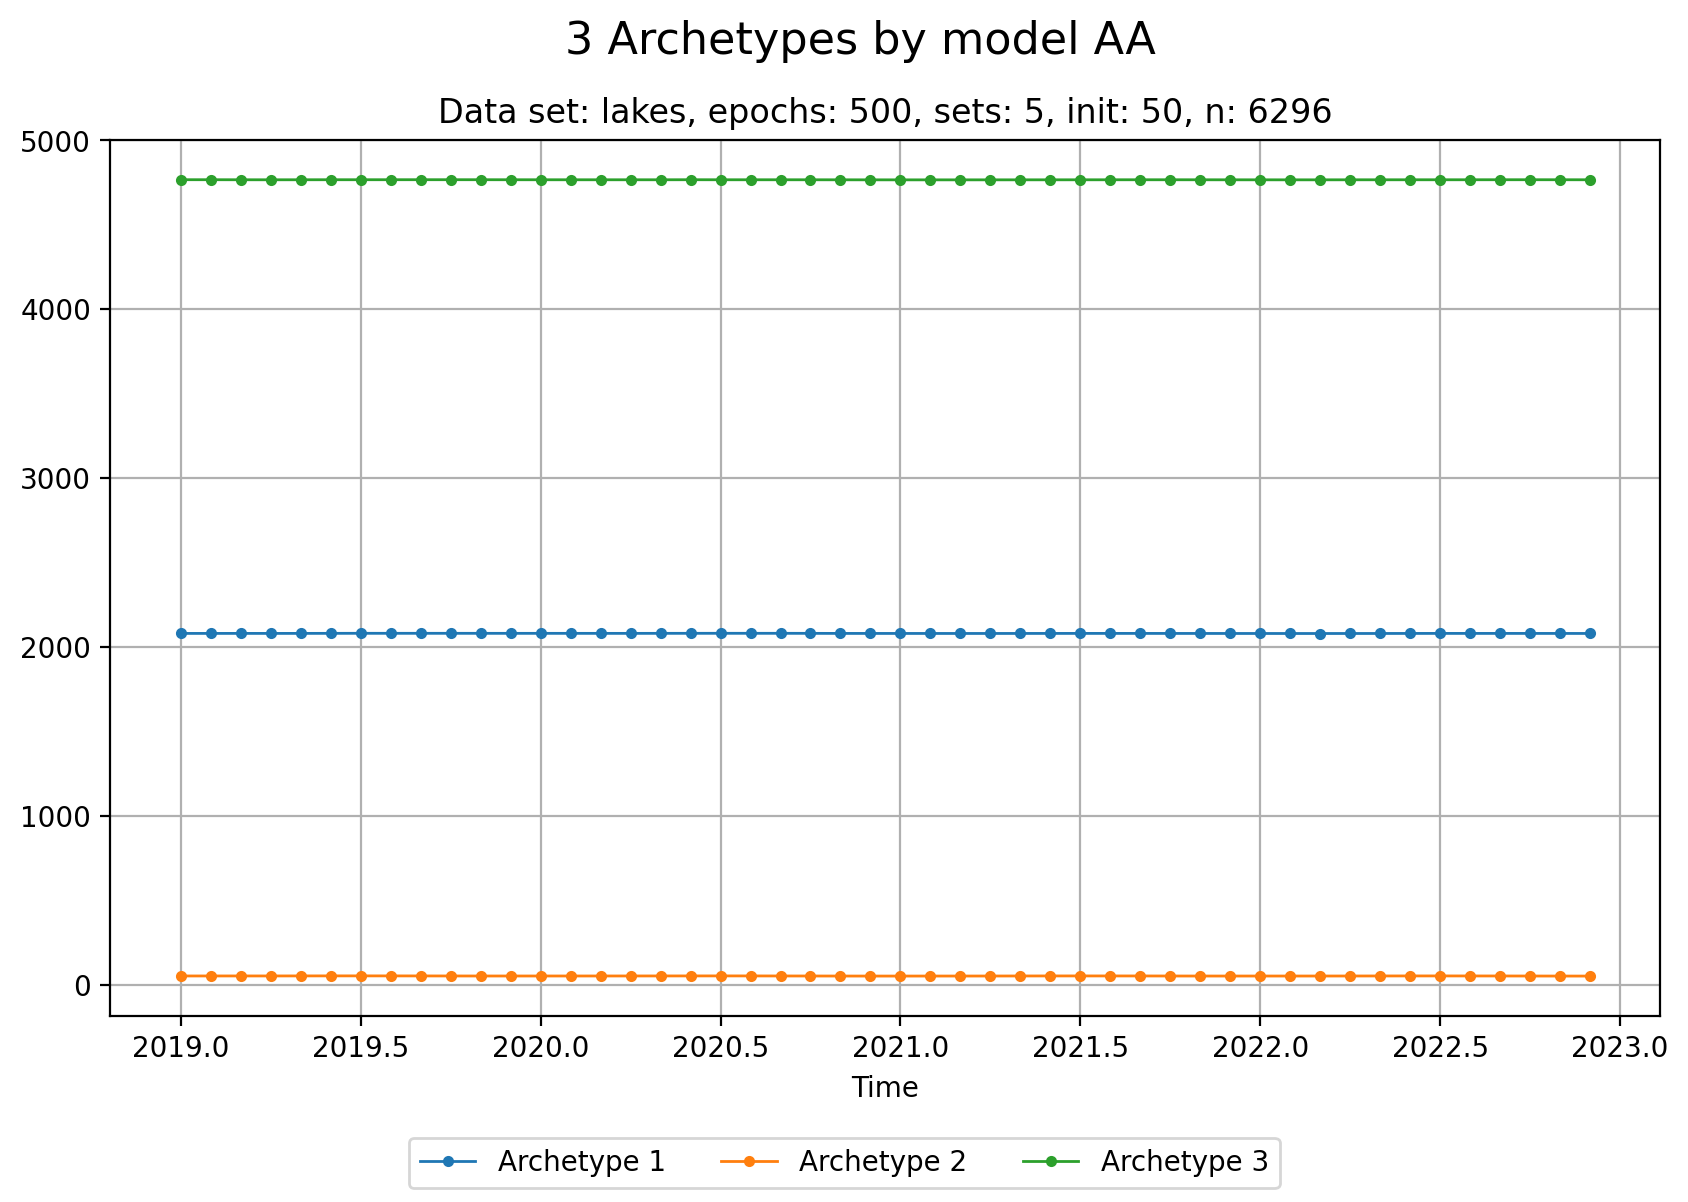 3 Archetypes by model AA
Data set: lakes, epochs: 500, sets: 5, init: 50, n: 6296
5000
4000
3000
2000
1000
0
2019.0 2019.5 2020.0 2020.5 2021.0 2021.5 2022.0 2022.5 2023.0
Time
Archetype 1 Archetype 2 Archetype 3